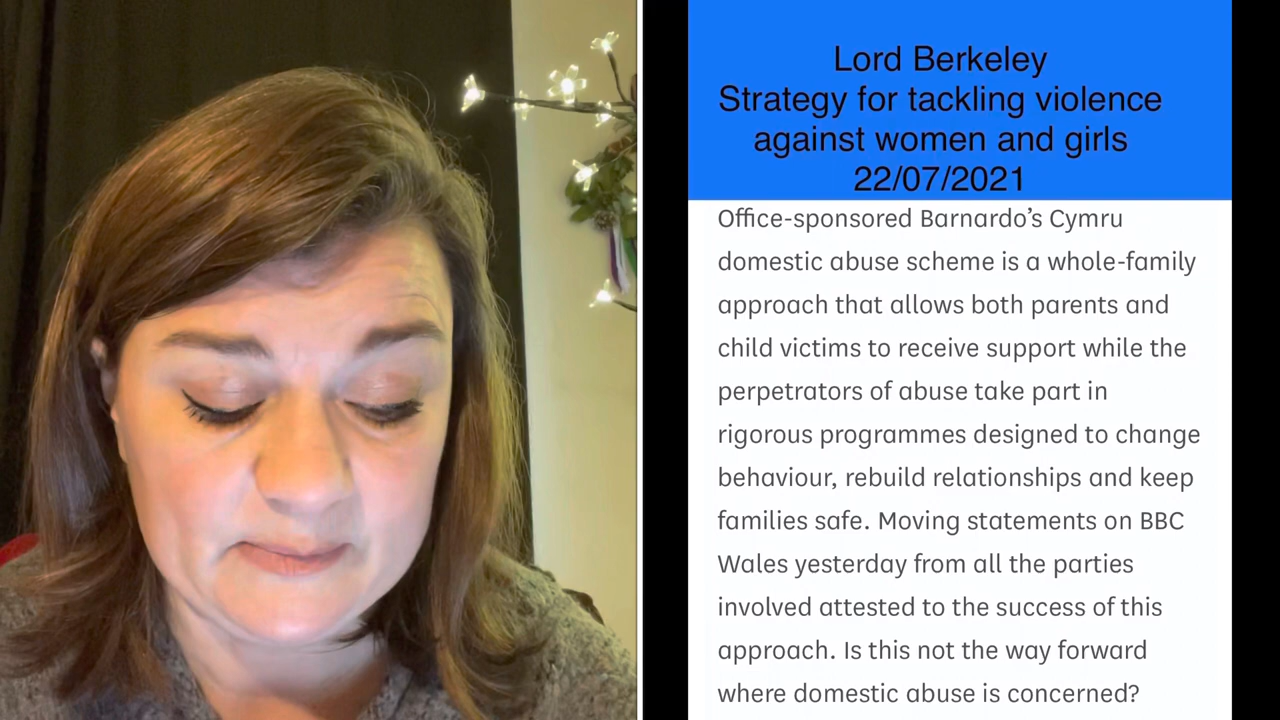 Lord Berkeley
Strategy for tackling violence
against women and girls
22/07/2021
Office-sponsored Barnardo’s Cymru
domestic abuse scheme is a whole-family
approach that allows both parents and
child victims to receive support while the
perpetrators of abuse take part in
rigorous programmes designed to change
behaviour, rebuild relationships and keep
families safe. Moving statements on BBC
Wales yesterday from all the parties
involved attested to the success of this
approach. Is this not the way forward
where domestic abuse is concerned?